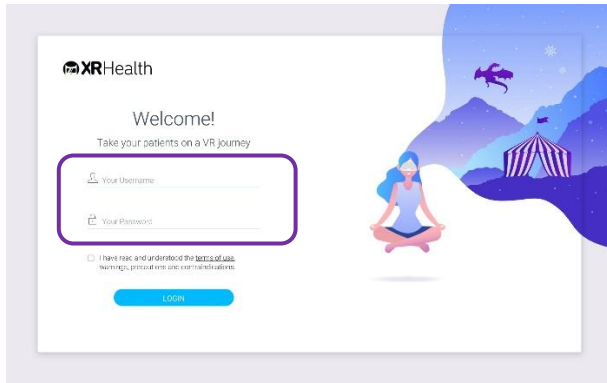 XRHealth
Welcome!
Take your patients on a VR journey
Your Username
Your Password
I have read and understood the terms of use,
warnings, precautions and contraindications
LOGIN